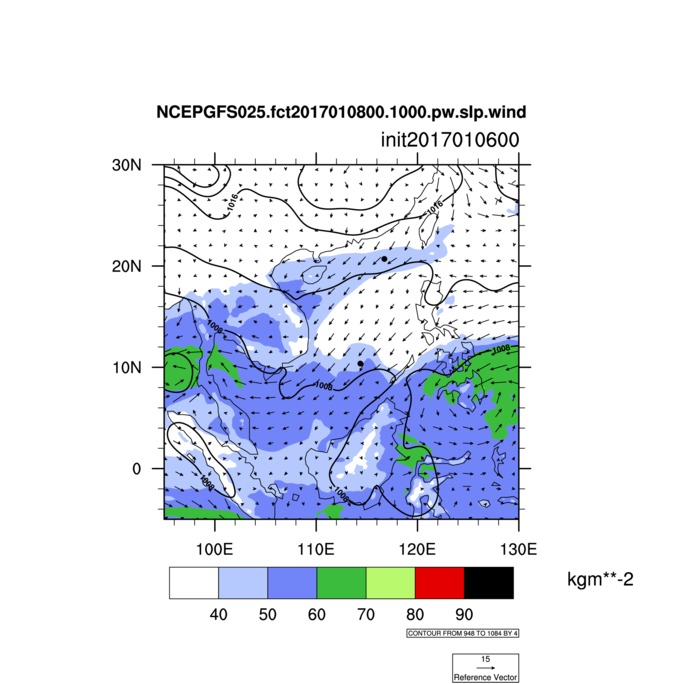 NCEPGFS025.fct2017010800.1000.pw.slp.wind
init2017010600
30N
20N
10N
0
1016
1016
1008
1008
1008
1008
1008
100E
110E
120E
130E
40
50
60
70
80
90
kgm**-2
CONTOUR FROM 948 TO 1084 BY 4
15
Reference Vector